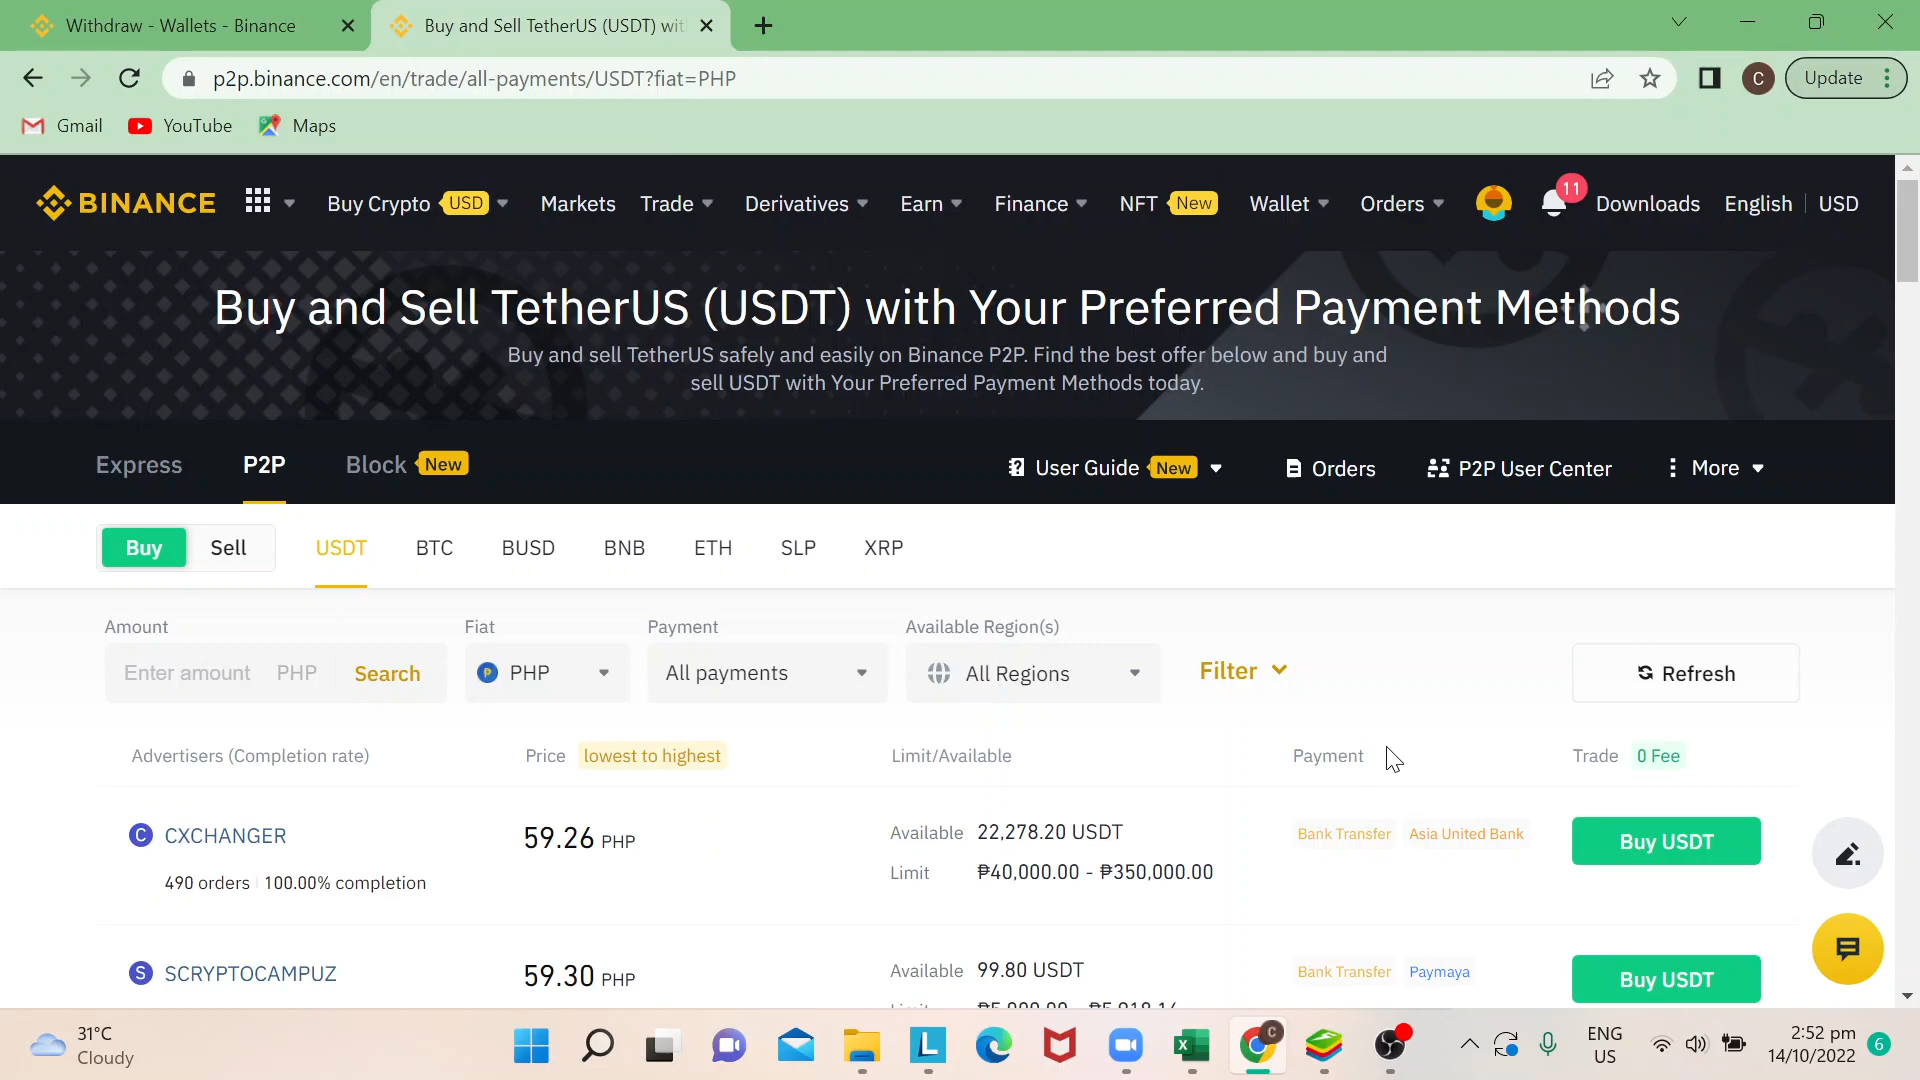 Withdraw - Wallets - Binance
Buy and Sell TetherUS (USDT) wit
p2p.binance.com/en/trade/all-payments/USDT?fiat=PHP
C
Update
Gmail
YouTube
Maps
BINANCE
Buy Crypto USD
Markets
Trade
Derivatives
Earn
Finance
NFT New
Wallet
Orders
11
Downloads
English
USD
Buy and Sell TetherUS (USDT) with Your Preferred Payment Methods
Buy and sell TetherUS safely and easily on Binance P2P. Find the best offer below and buy and
sell USDT with Your Preferred Payment Methods today.
Express
P2P
Block New
User Guide New
Orders
P2P User Center
More
Buy
Sell
USDT
BTC
BUSD
BNB
ETH
SLP
XRP
Amount
Fiat
Payment
Available Region(s)
Enter amount PHP Search
P PHP
All payments
All Regions
Filter
Refresh
Advertisers (Completion rate)
Price lowest to highest
Limit/Available
Payment
Trade 0 Fee
C CXCHANGER
490 orders 100.00% completion
59.26 PHP
Available 22,278.20 USDT
Limit ₱40,000.00 - ₱350,000.00
Bank Transfer Asia United Bank
Buy USDT
S SCRYPTOCAMPUZ
59.30 PHP
Available 99.80 USDT
Bank Transfer Paymaya
Buy USDT
31°C
Cloudy
L
C
ENG
US
2:52 pm
14/10/2022
6